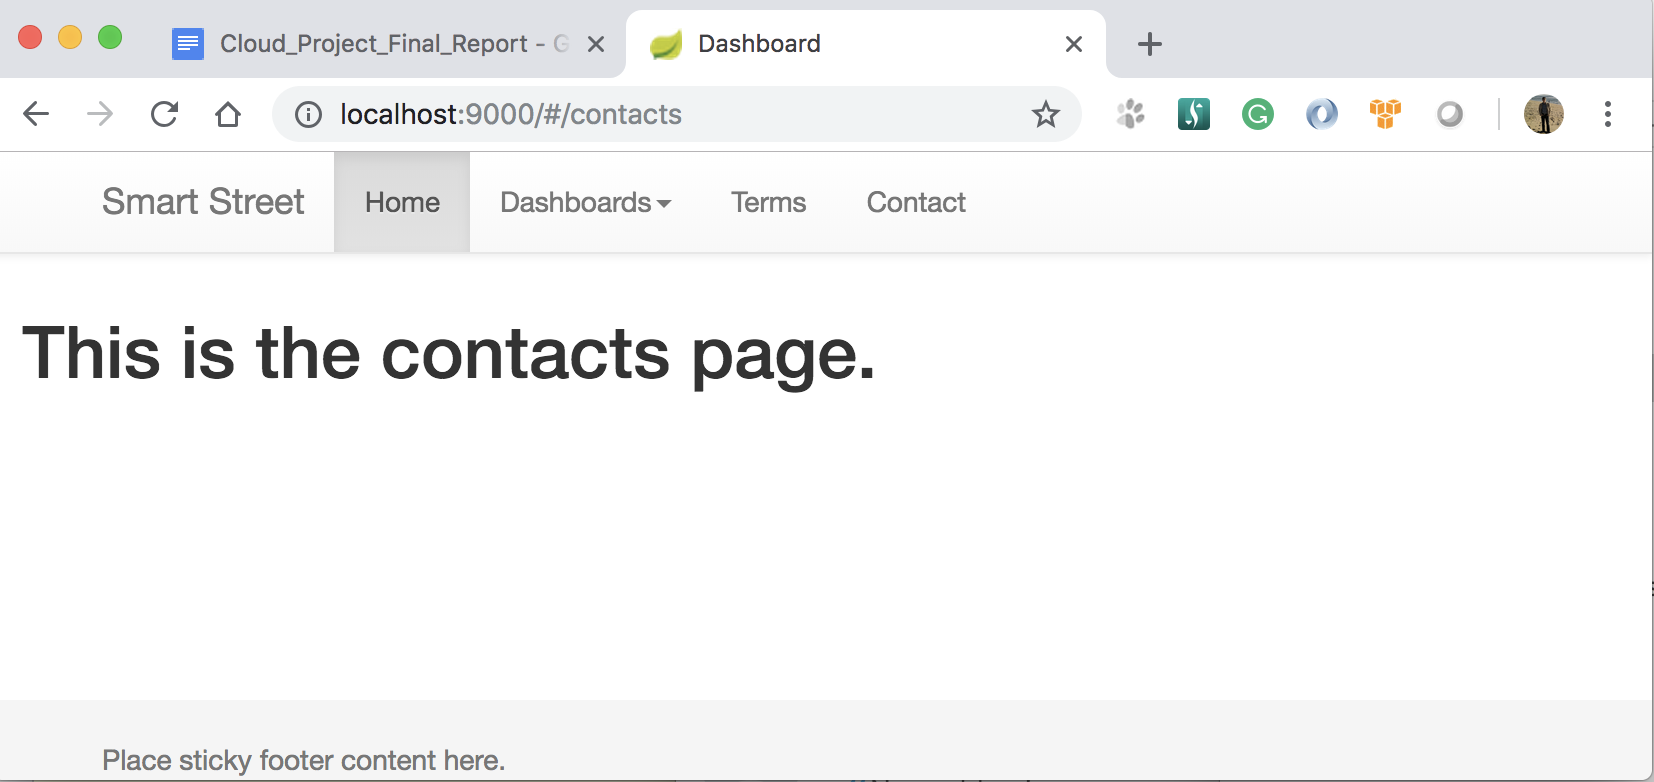 Cloud_Project_Final_Report - G
Dashboard
localhost:9000/#/contacts
Smart Street Home Dashboards Terms Contact
This is the contacts page.
Place sticky footer content here.